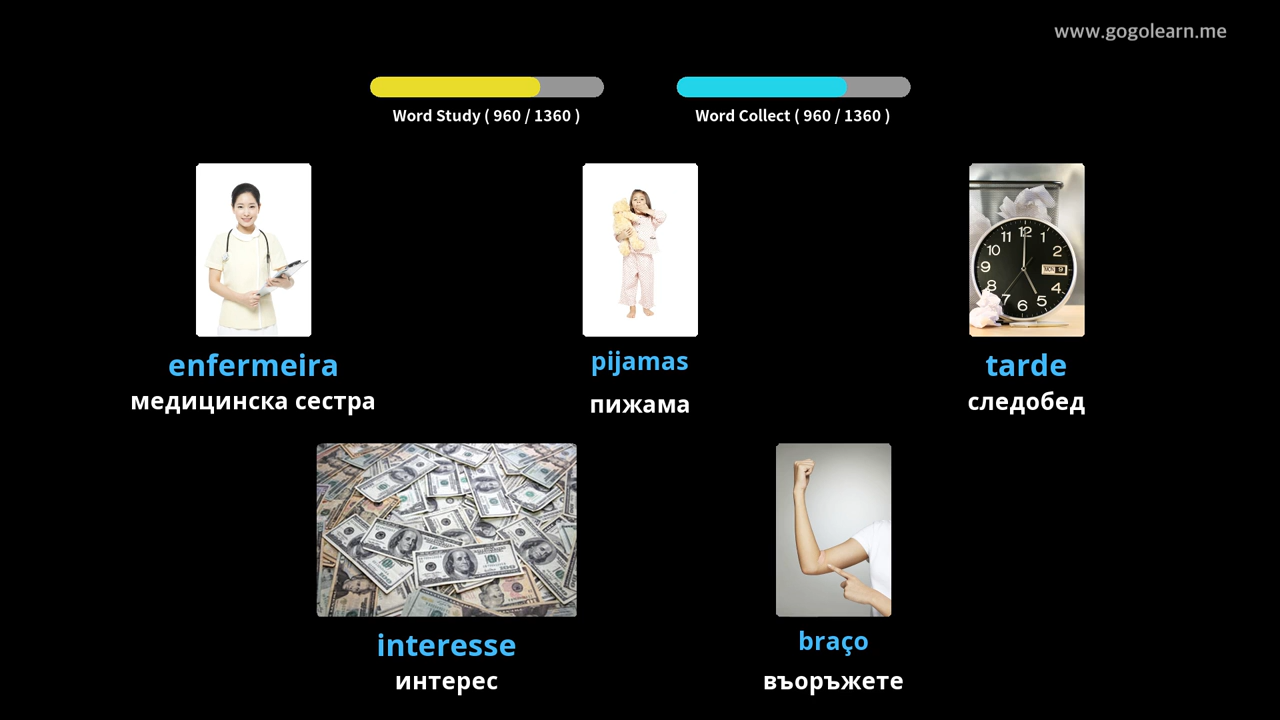 www.gogolearn.me
Word Study ( 960 / 1360 )
Word Collect ( 960 / 1360 )
enfermeira
медицинска сестра
pijamas
пижама
tarde
следобед
interesse
интерес
braço
въоръжете